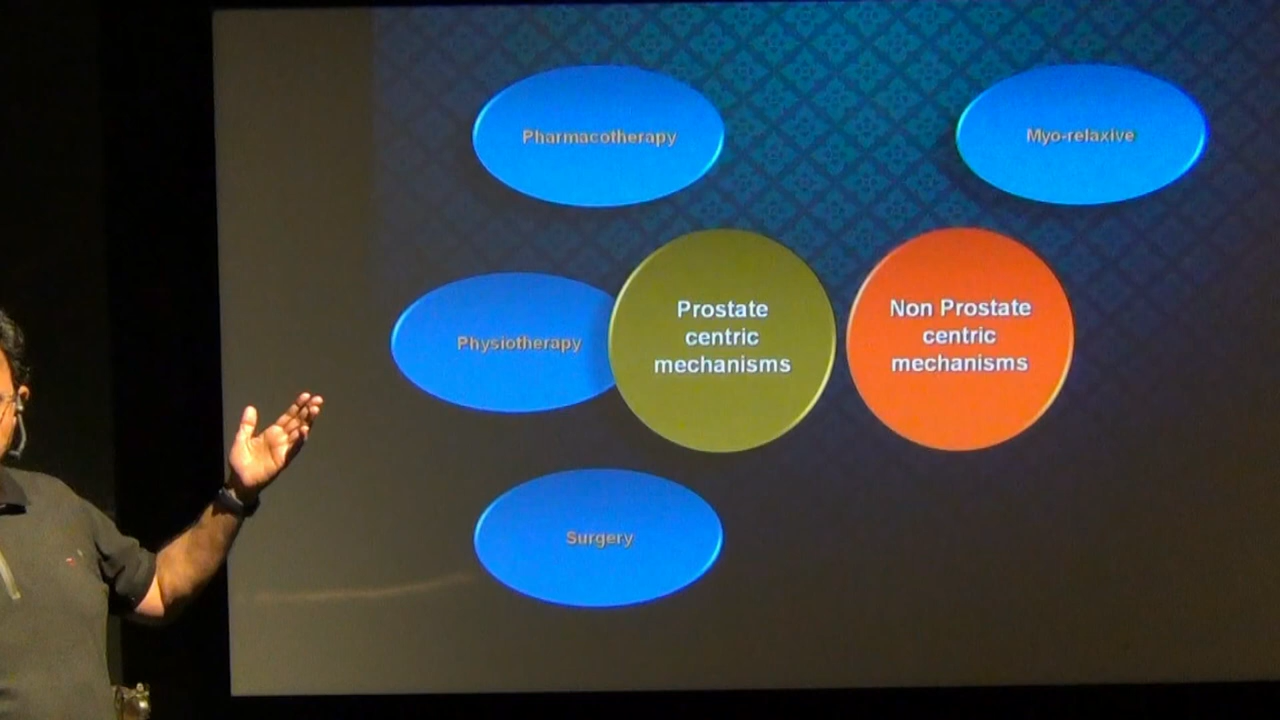 Pharmacotherapy
Myo-relaxive
Physiotherapy
Prostate
centric
mechanisms
Non Prostate
centric
mechanisms
Surgery